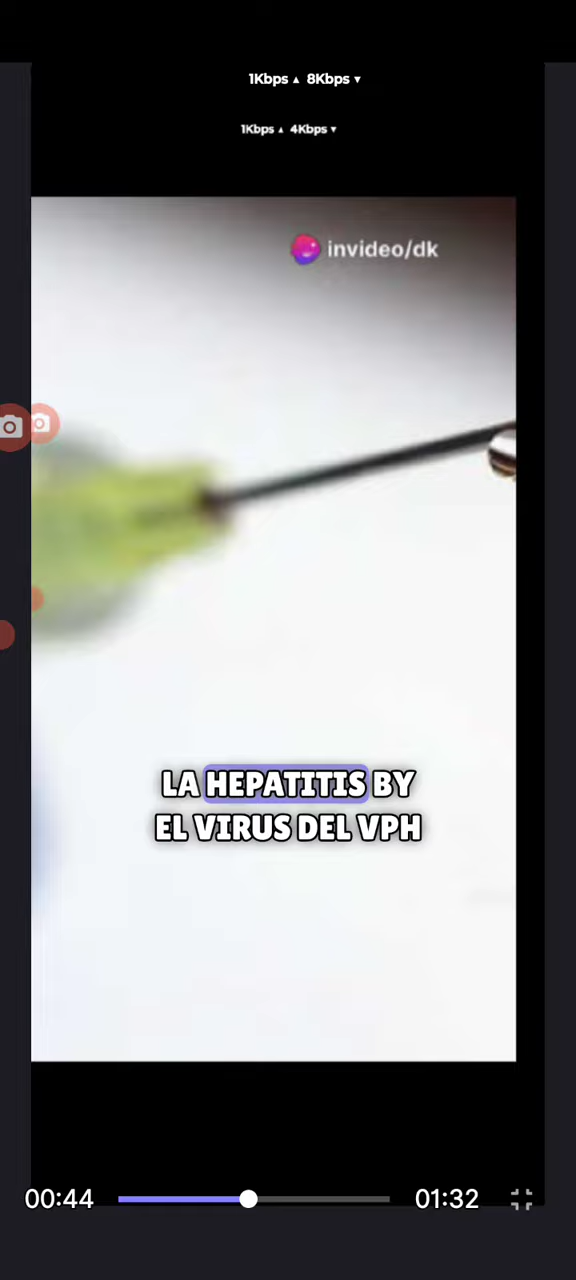 1Kbps ▲ 8Kbps ▼
1Kbps ▲ 4Kbps ▼
invideo/dk
LA HEPATITIS BY
EL VIRUS DEL VPH
00:44 01:32